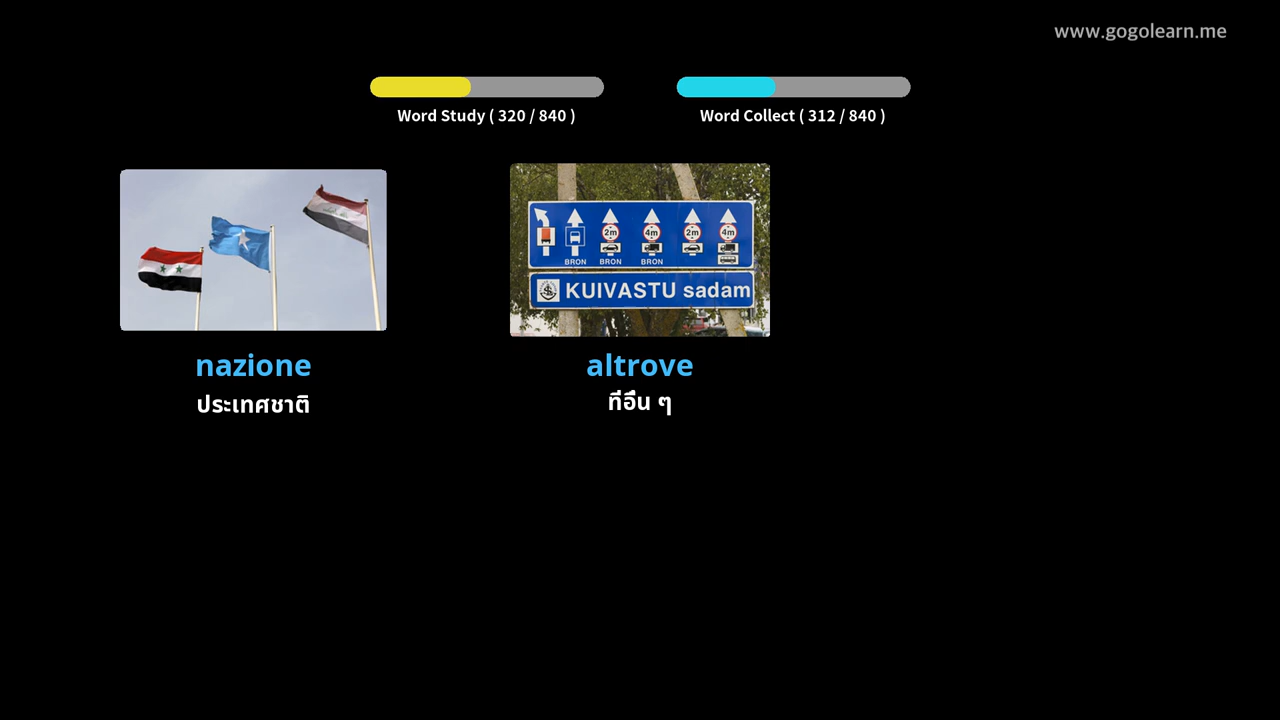 www.gogolearn.me
Word Study ( 320 / 840 )
Word Collect ( 312 / 840 )
2m 4m 2m 4m
BRON BRON BRON
KUIVASTU sadam
nazione
altrove
ประเทศชาติ
ที่อื่น ๆ